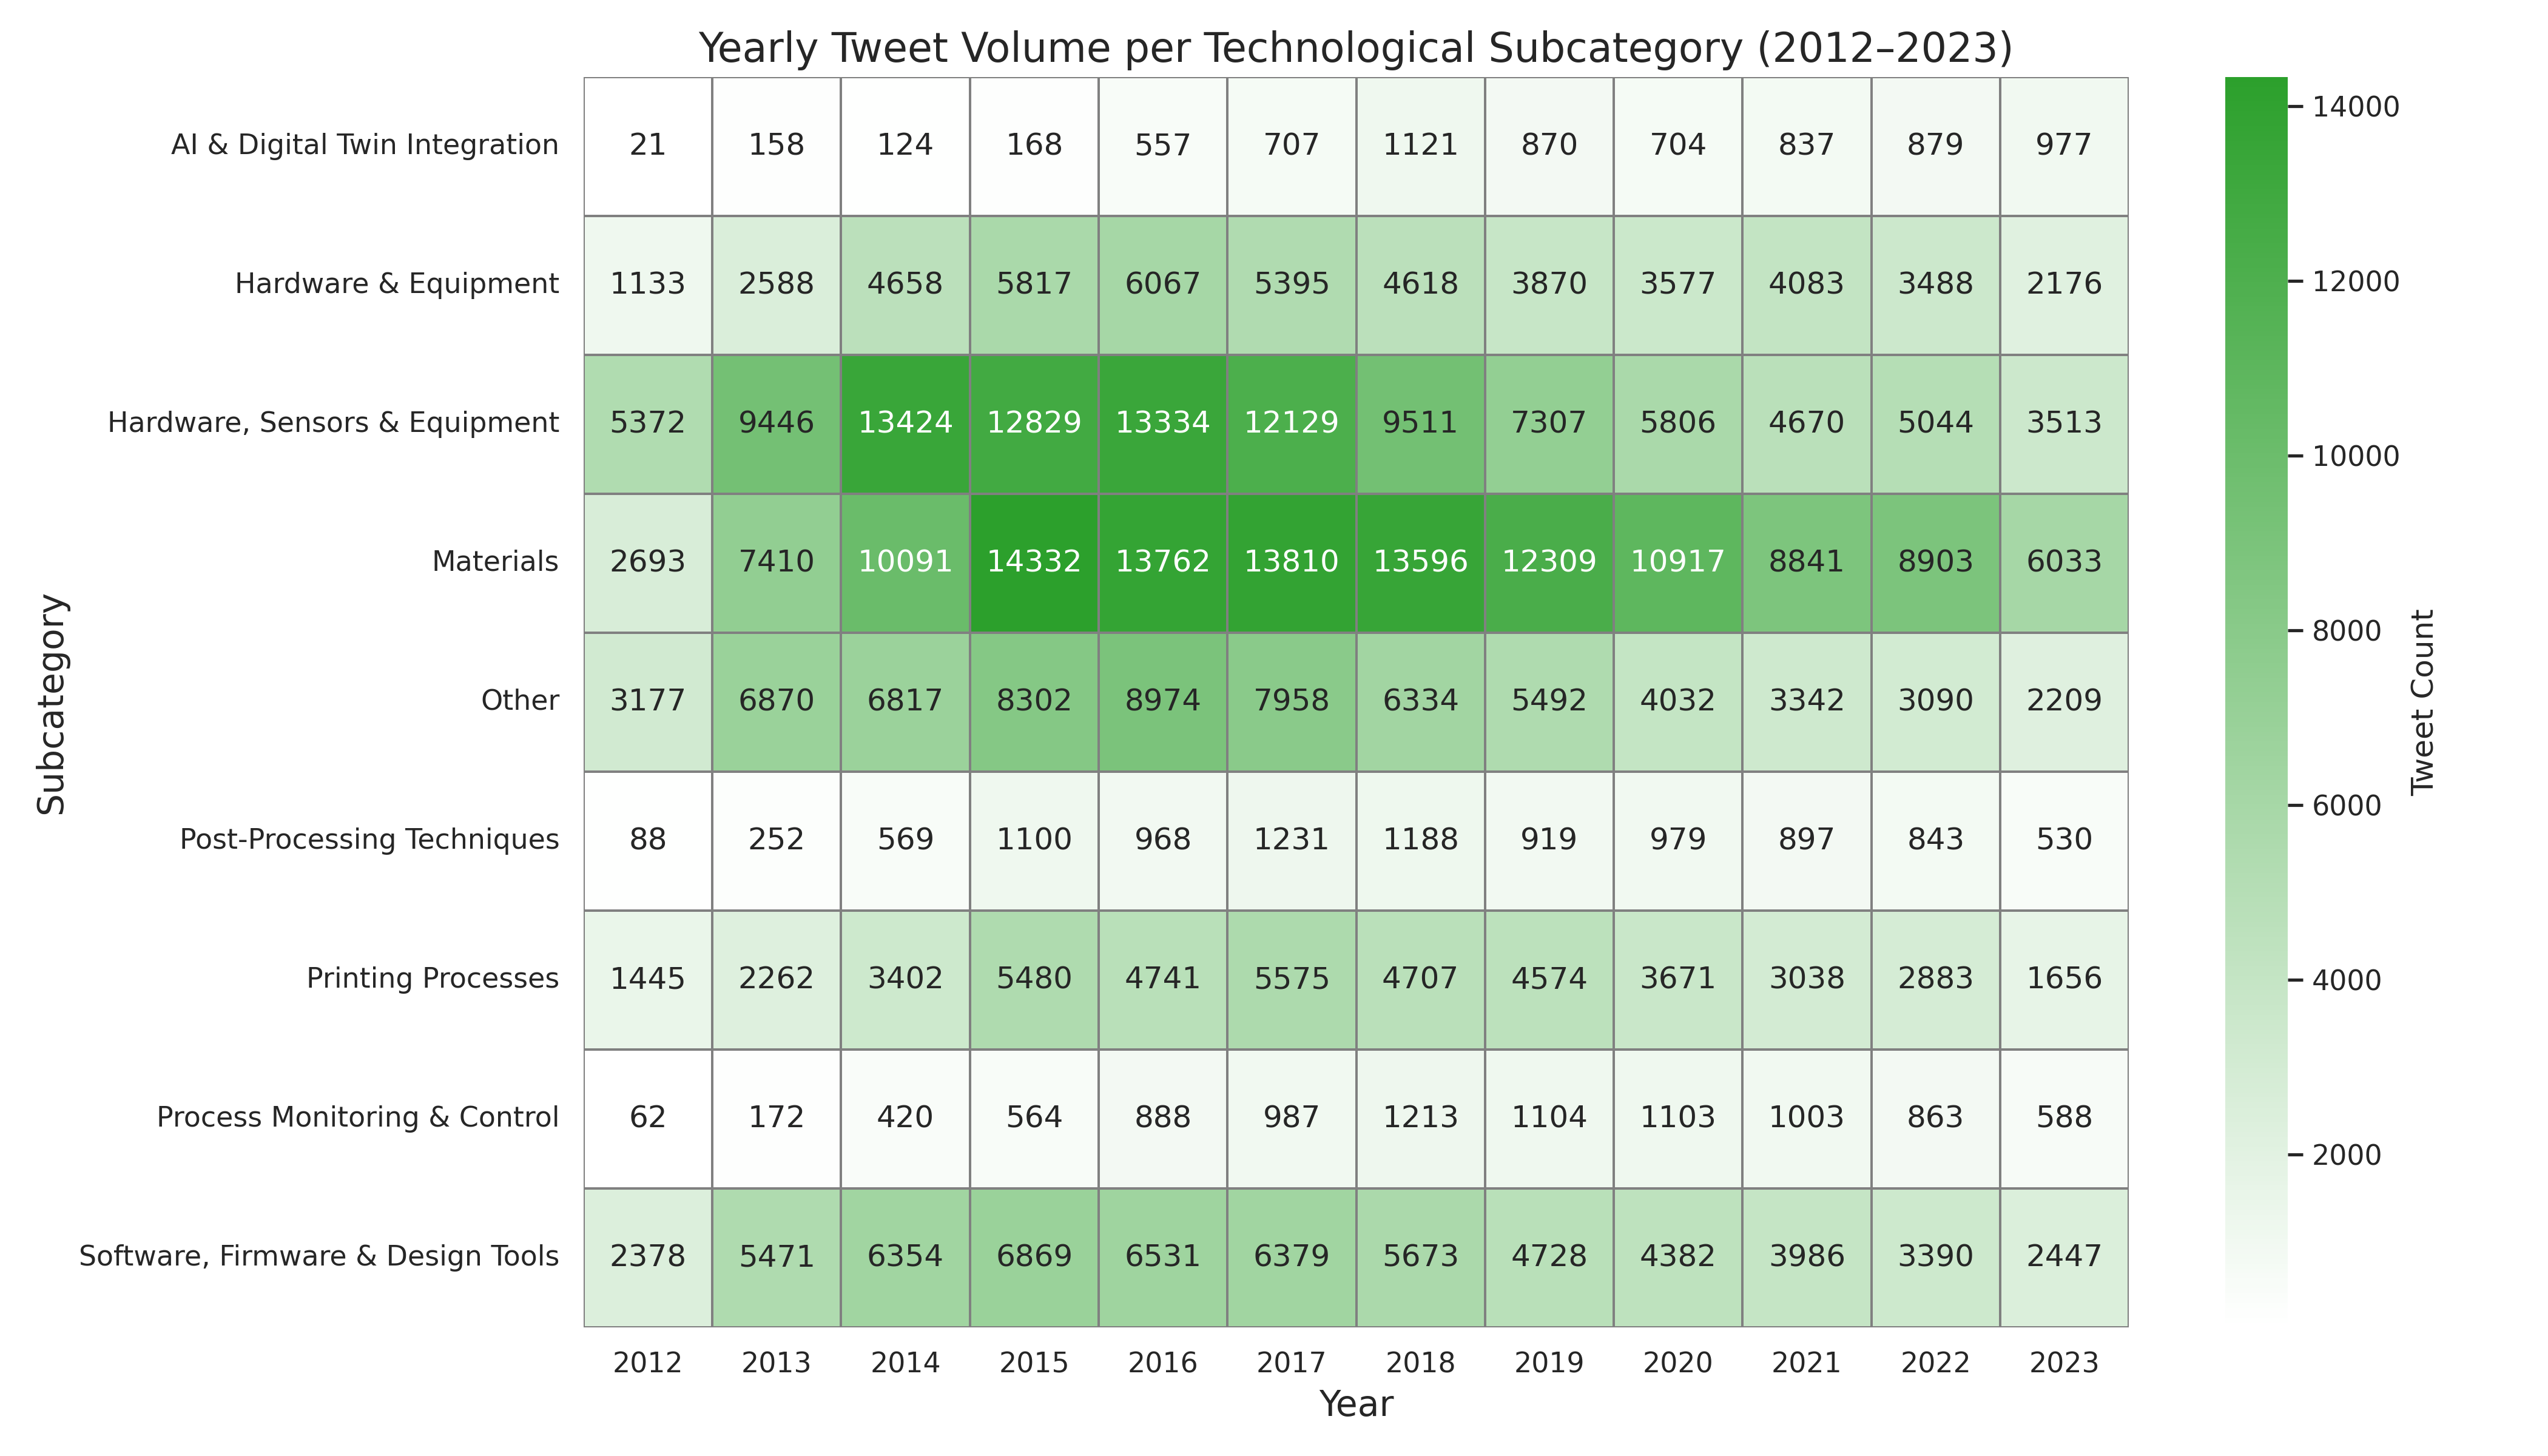 Yearly Tweet Volume per Technological Subcategory (2012–2023)
Subcategory
AI & Digital Twin Integration 21 158 124 168 557 707 1121 870 704 837 879 977
Hardware & Equipment 1133 2588 4658 5817 6067 5395 4618 3870 3577 4083 3488 2176
Hardware, Sensors & Equipment 5372 9446 13424 12829 13334 12129 9511 7307 5806 4670 5044 3513
Materials 2693 7410 10091 14332 13762 13810 13596 12309 10917 8841 8903 6033
Other 3177 6870 6817 8302 8974 7958 6334 5492 4032 3342 3090 2209
Post-Processing Techniques 88 252 569 1100 968 1231 1188 919 979 897 843 530
Printing Processes 1445 2262 3402 5480 4741 5575 4707 4574 3671 3038 2883 1656
Process Monitoring & Control 62 172 420 564 888 987 1213 1104 1103 1003 863 588
Software, Firmware & Design Tools 2378 5471 6354 6869 6531 6379 5673 4728 4382 3986 3390 2447
2012 2013 2014 2015 2016 2017 2018 2019 2020 2021 2022 2023
Year
14000
12000
10000
8000
6000
4000
2000
Tweet Count